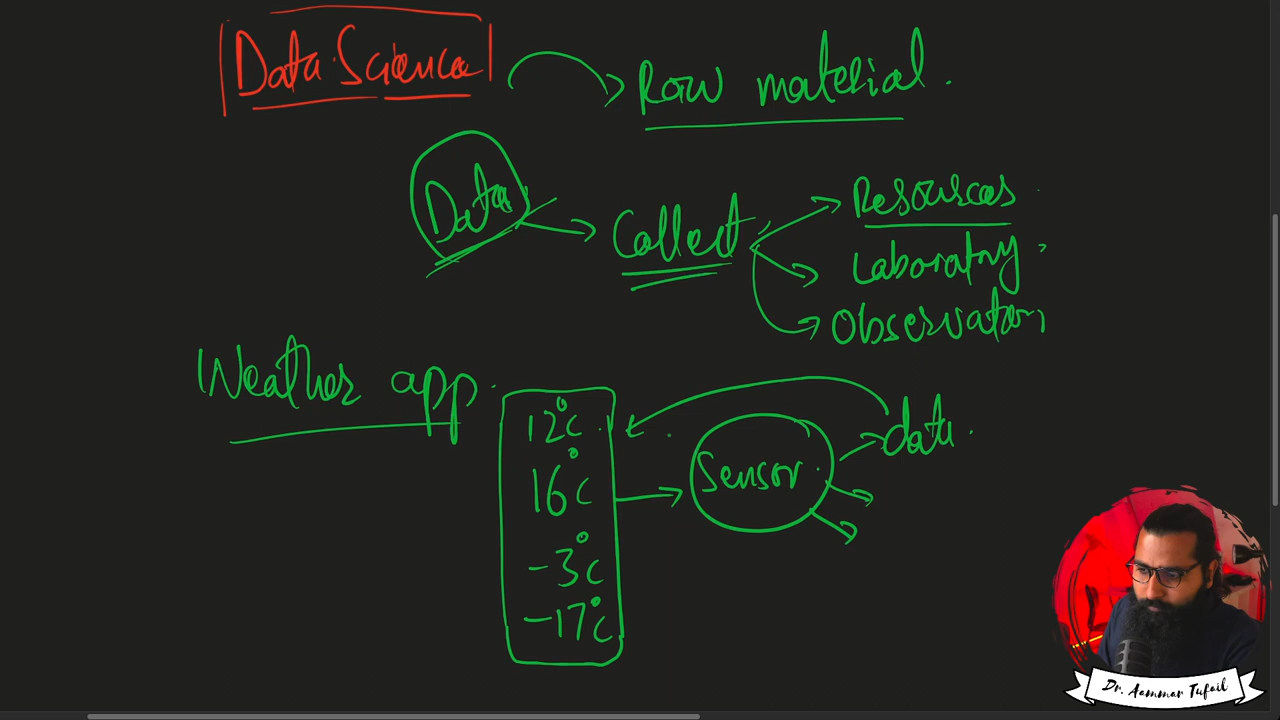 Data Science
Raw material.
Data
Collect
Resources
Laboratory
Observation
Weather app.
12°C
16°C
-3°C
-17°C
Sensor
data.
Dr. Aammar Tufail